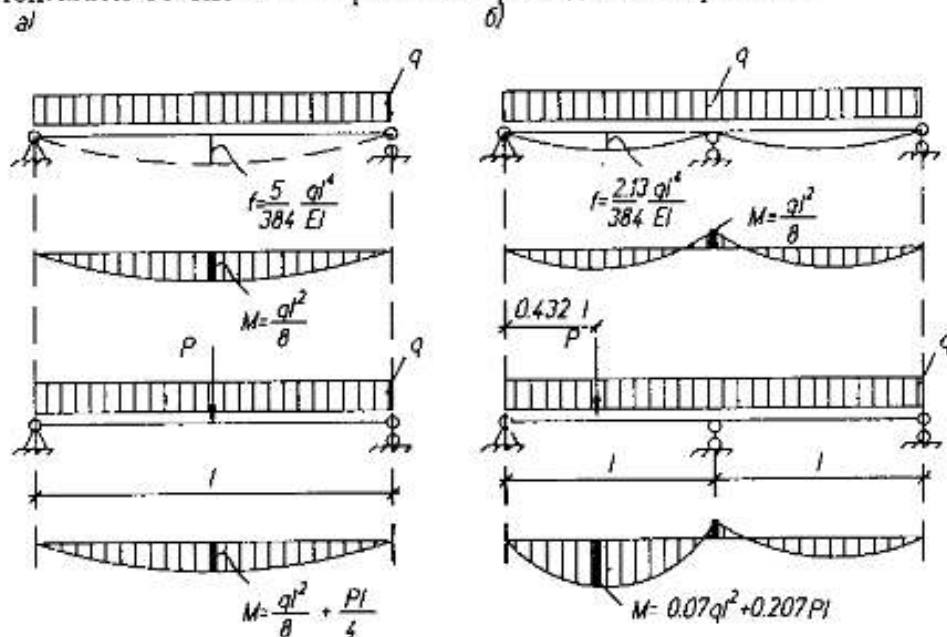 а) б)
q q
f=5/384 ql⁴/EI
f=2.13/384 ql⁴/EI
M=ql²/8
M=ql²/8
0.432 l
P P
q q
l l l
M=ql²/8 + Pl/4
M= 0.07ql²+0.207Pl